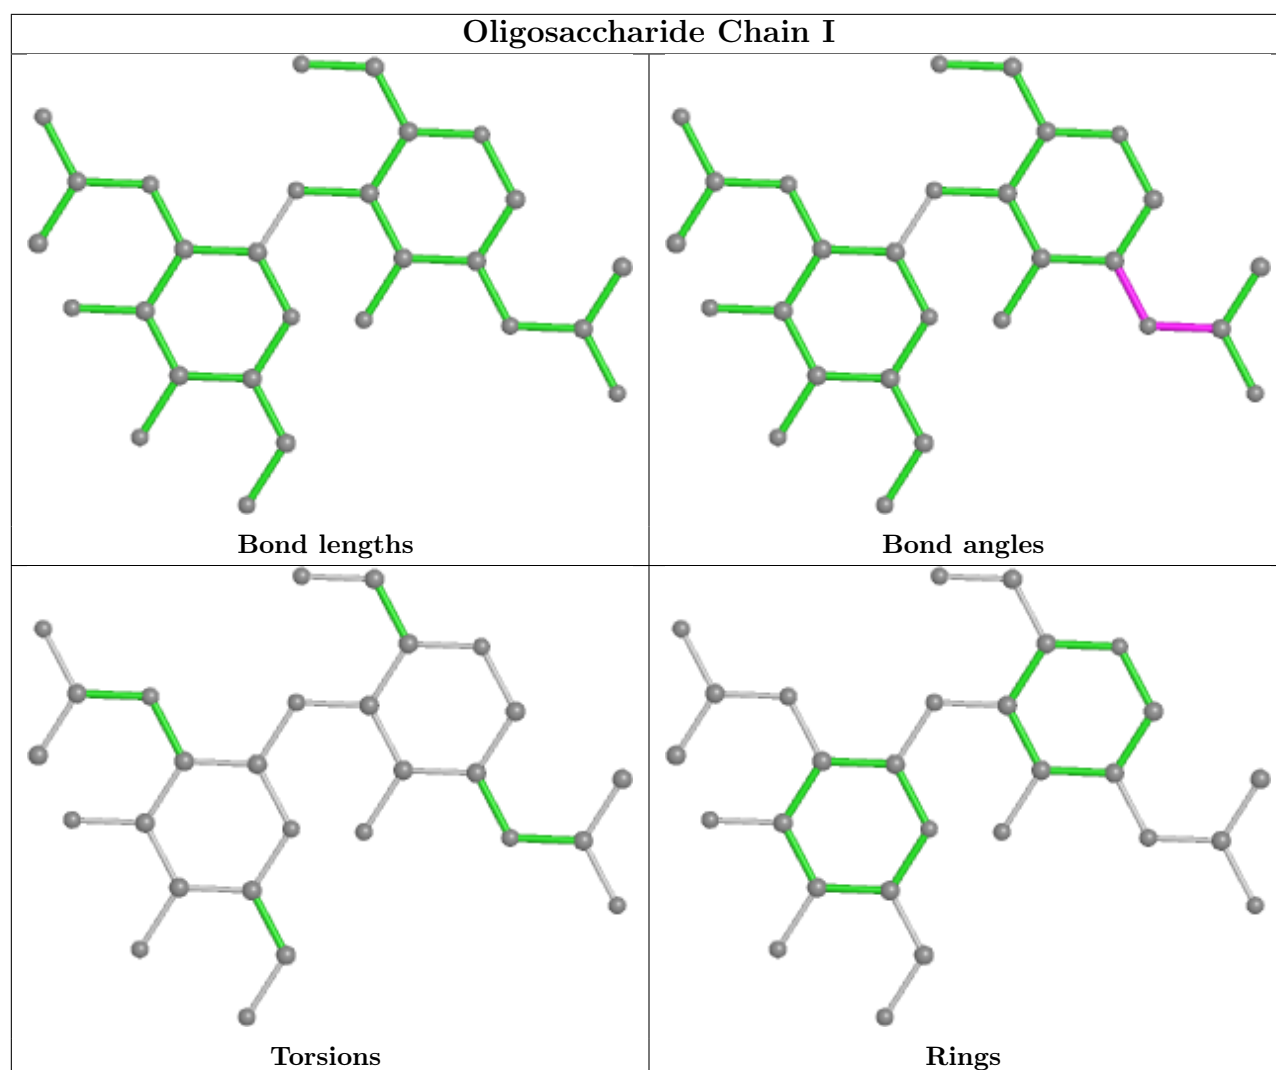 Oligosaccharide Chain I
Bond lengths
Bond angles
Torsions
Rings